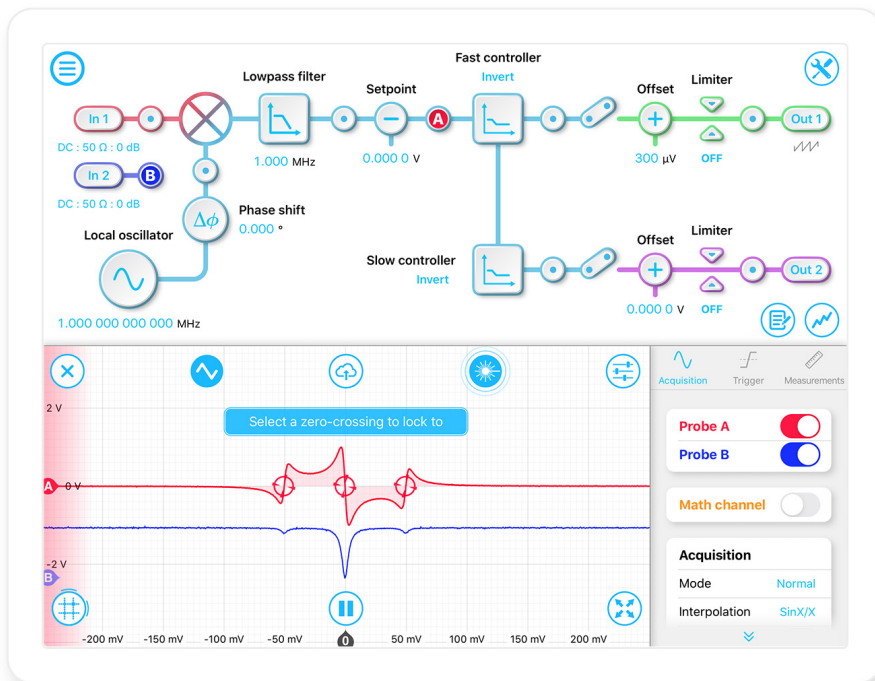 Fast controller
Invert
Lowpass filter
Setpoint
Offset
Limiter
In 1
A
Out 1
DC : 50 Ω : 0 dB
1.000 MHz
0.000 0 V
300 µV
OFF
In 2
B
DC : 50 Ω : 0 dB
Δϕ
Phase shift
0.000 °
Local oscillator
Slow controller
Invert
Offset
Limiter
Out 2
0.000 0 V
OFF
1.000 000 000 000 MHz
Acquisition
Trigger
Measurements
Select a zero-crossing to lock to
2 V
A
0 V
-2 V
B
-200 mV
-150 mV
-100 mV
-50 mV
0
50 mV
100 mV
150 mV
200 mV
Probe A
Probe B
Math channel
Acquisition
Mode
Normal
Interpolation
SinX/X